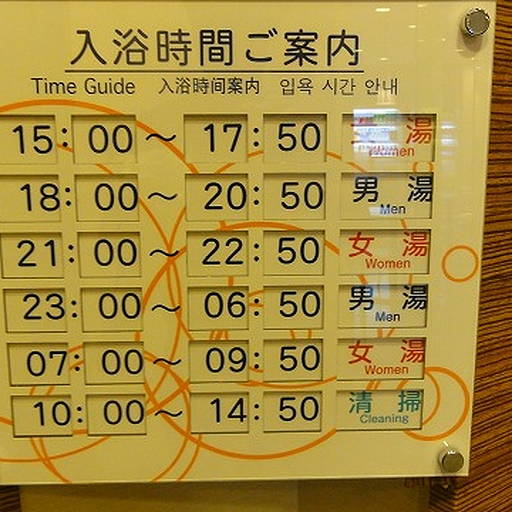 入浴時間ご案内
Time Guide 入浴时间案内 입욕 시간 안내
15:00～17:50 女湯 Women
18:00～20:50 男湯 Men
21:00～22:50 女湯 Women
23:00～06:50 男湯 Men
07:00～09:50 女湯 Women
10:00～14:50 清掃 Cleaning